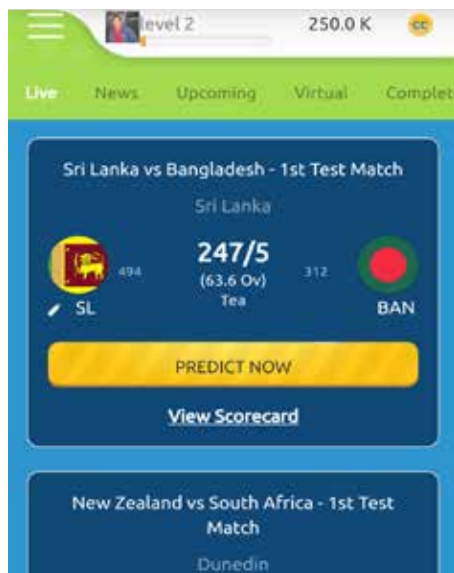 level 2 250.0 K CC
Live News Upcoming Virtual Complet
Sri Lanka vs Bangladesh - 1st Test Match
Sri Lanka
247/5
494 (63.6 Ov) 312
Tea
SL BAN
PREDICT NOW
View Scorecard
New Zealand vs South Africa - 1st Test
Match
Dunedin